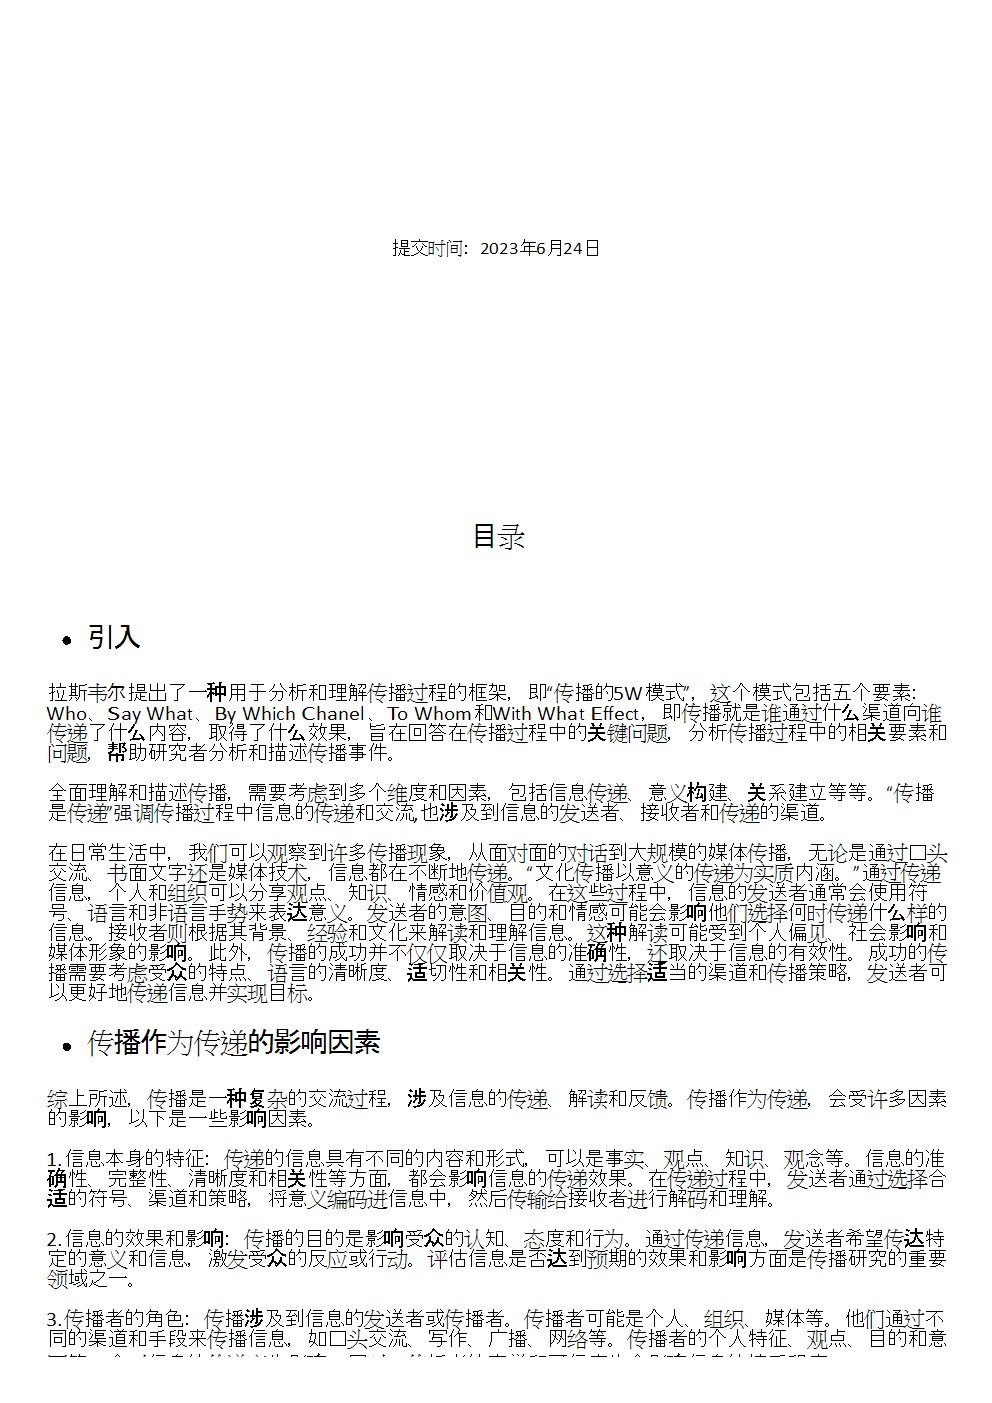 提交时间：2023年6月24日
目录
• 引入
拉斯韦尔提出了一种用于分析和理解传播过程的框架，即“传播的5W模式”，这个模式包括五个要素：
Who、Say What、By Which Chanel、To Whom和With What Effect，即传播就是谁通过什么渠道向谁
传递了什么内容，取得了什么效果，旨在回答在传播过程中的关键问题，分析传播过程中的相关要素和
问题，帮助研究者分析和描述传播事件。
全面理解和描述传播，需要考虑到多个维度和因素，包括信息传递、意义构建、关系建立等等。“传播
是传递”强调传播过程中信息的传递和交流,也涉及到信息的发送者、接收者和传递的渠道。
在日常生活中，我们可以观察到许多传播现象，从面对面的对话到大规模的媒体传播，无论是通过口头
交流、书面文字还是媒体技术，信息都在不断地传递。“文化传播以意义的传递为实质内涵。”通过传递
信息，个人和组织可以分享观点、知识、情感和价值观。在这些过程中，信息的发送者通常会使用符
号、语言和非语言手势来表达意义。发送者的意图、目的和情感可能会影响他们选择何时传递什么样的
信息。接收者则根据其背景、经验和文化来解读和理解信息。这种解读可能受到个人偏见、社会影响和
媒体形象的影响。此外，传播的成功并不仅仅取决于信息的准确性，还取决于信息的有效性。成功的传
播需要考虑受众的特点、语言的清晰度、适切性和相关性。通过选择适当的渠道和传播策略，发送者可
以更好地传递信息并实现目标。
• 传播作为传递的影响因素
综上所述，传播是一种复杂的交流过程，涉及信息的传递、解读和反馈。传播作为传递，会受许多因素
的影响，以下是一些影响因素。
1.信息本身的特征：传递的信息具有不同的内容和形式，可以是事实、观点、知识、观念等。信息的准
确性、完整性、清晰度和相关性等方面，都会影响信息的传递效果。在传递过程中，发送者通过选择合
适的符号、渠道和策略，将意义编码进信息中，然后传输给接收者进行解码和理解。
2.信息的效果和影响：传播的目的是影响受众的认知、态度和行为。通过传递信息，发送者希望传达特
定的意义和信息，激发受众的反应或行动。评估信息是否达到预期的效果和影响方面是传播研究的重要
领域之一。
3.传播者的角色：传播涉及到信息的发送者或传播者。传播者可能是个人、组织、媒体等。他们通过不
同的渠道和手段来传播信息，如口头交流、写作、广播、网络等。传播者的个人特征、观点、目的和意